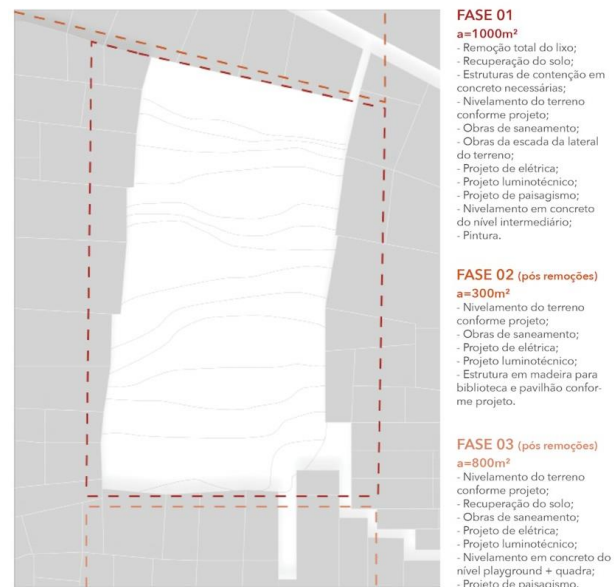 FASE 01
a=1000m²
- Remoção total do lixo;
- Recuperação do solo;
- Estruturas de contenção em
concreto necessárias;
- Nivelamento do terreno
conforme projeto;
- Obras de saneamento;
- Obras da escada da lateral
do terreno;
- Projeto de elétrica;
- Projeto luminotécnico;
- Projeto de paisagismo;
- Nivelamento em concreto
do nível intermediário;
- Pintura.
FASE 02 (pós remoções)
a=300m²
- Nivelamento do terreno
conforme projeto;
- Obras de saneamento;
- Projeto de elétrica;
- Projeto luminotécnico;
- Estrutura em madeira para
biblioteca e pavilhão confor-
me projeto.
FASE 03 (pós remoções)
a=800m²
- Nivelamento do terreno
conforme projeto;
- Recuperação do solo;
- Obras de saneamento;
- Projeto de elétrica;
- Projeto luminotécnico;
- Nivelamento em concreto do
nível playground + quadra;
- Projeto de paisagismo.